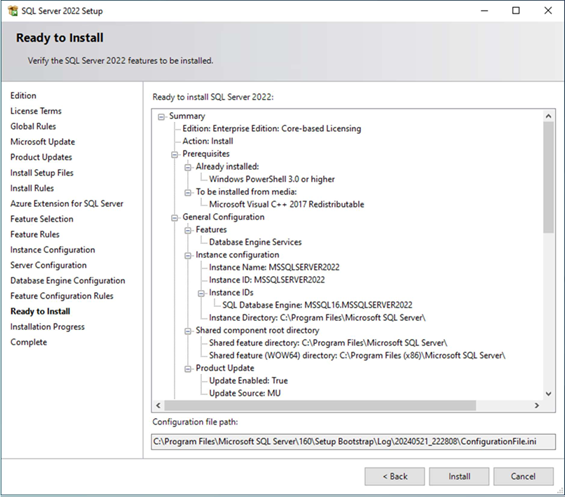 SQL Server 2022 Setup
Ready to Install
Verify the SQL Server 2022 features to be installed.
Edition
License Terms
Global Rules
Microsoft Update
Product Updates
Install Setup Files
Install Rules
Azure Extension for SQL Server
Feature Selection
Feature Rules
Instance Configuration
Server Configuration
Database Engine Configuration
Feature Configuration Rules
Ready to Install
Installation Progress
Complete
Ready to install SQL Server 2022:
Summary
Edition: Enterprise Edition: Core-based Licensing
Action: Install
Prerequisites
Already installed:
Windows PowerShell 3.0 or higher
To be installed from media:
Microsoft Visual C++ 2017 Redistributable
General Configuration
Features
Database Engine Services
Instance configuration
Instance Name: MSSQLSERVER2022
Instance ID: MSSQLSERVER2022
Instance IDs
SQL Database Engine: MSSQL16.MSSQLSERVER2022
Instance Directory: C:\Program Files\Microsoft SQL Server\
Shared component root directory
Shared feature directory: C:\Program Files\Microsoft SQL Server\
Shared feature (WOW64) directory: C:\Program Files (x86)\Microsoft SQL Server\
Product Update
Update Enabled: True
Update Source: MU
Configuration file path:
C:\Program Files\Microsoft SQL Server\160\Setup Bootstrap\Log\20240521_222808\ConfigurationFile.ini
< Back
Install
Cancel